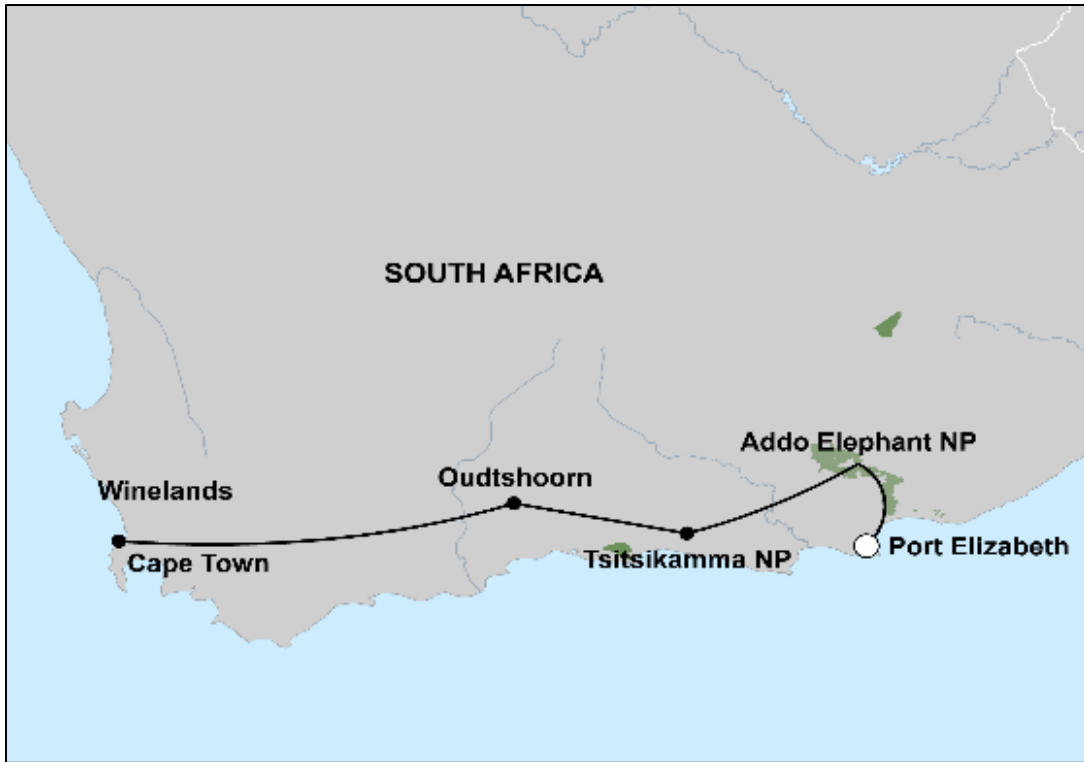 SOUTH AFRICA
Addo Elephant NP
Oudtshoorn
Winelands
Port Elizabeth
Tsitsikamma NP
Cape Town